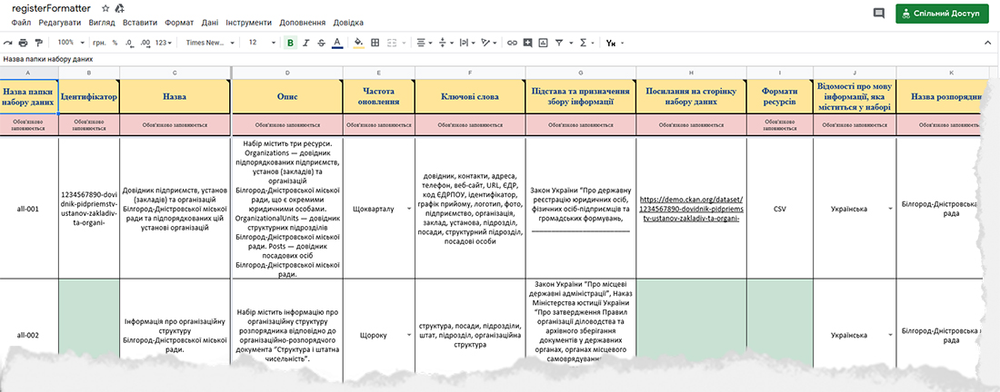 registerFormatter
Файл Редагувати Вигляд Вставити Формат Дані Інструменти Доповнення Довідка
Спільний Доступ
100% грн. % .0 .00 123 Times New... 12 B I S A Ун
Назва папки набору даних
A B C D E F G H I J K
Назва папки
набору даних
Ідентифікатор
Назва
Опис
Частота
оновлення
Ключові слова
Підстава та призначення
збору інформації
Посилання на сторінку
набору даних
Формати
ресурсів
Відомості про мову
інформації, яка
міститься у наборі
Назва розпорядни
Обов'язково
заповнюється
Обов'язково
заповнюється
Обов'язково заповнюється
Обов'язково заповнюється
Обов'язково
заповнюється
Обов'язково заповнюється
Обов'язково заповнюється
Обов'язково заповнюється
Обов'язково
заповнюється
Обов'язково
заповнюється
Обов'язково заповнюється
all-001
1234567890-dovi
dnik-pidpriemstv-
ustanov-zakladiv-
ta-organi-
Довідник підприємств, установ
(закладів) та організацій
Білгород-Дністровської міської
ради та підпорядкованих цій
установі організацій
Набір містить три ресурси.
Organizations — довідник
підпорядкованих підприємств,
установ (закладів) та
організацій
Білгород-Дністровської міської
ради, що є окремими
юридичними особами.
OrganizationalUnits — довідник
структурних підрозділів
Білгород-Дністровської міської
ради. Posts — довідник
посадових осіб
Білгород-Дністровської міської
ради.
Щокварталу
довідник, контакти, адреса,
телефон, веб-сайт, URL, ЄДР,
код ЄДРПОУ, ідентифікатор,
графік прийому, логотип, фото,
підприємство, організація,
заклад, установа, підрозділ,
посади, структурний підрозділ,
посадові особи
Закон України “Про державну
реєстрацію юридичних осіб,
фізичних осіб-підприємців та
громадських формувань,
https://demo.ckan.org/dataset/
1234567890-dovidnik-pidpriems
tv-ustanov-zakladiv-ta-organi-
CSV
Українська
Білгород-Дністровська
рада
all-002
Інформація про організаційну
структуру
Білгород-Дністровської міської
ради.
Набір містить інформацію про
організаційну структуру
розпорядника відповідно до
організаційно-розпорядчого
документа “Структура і штатна
чисельність”.
Щороку
структура, посади, підрозділи,
штат, підрозділ, організаційна
структура
Закон України “Про місцеві
державні адміністрації”, Наказ
Міністерства юстиції України
“Про затвердження Правил
організації діловодства та
архівного зберігання
документів у державних
органах, органах місцевого
самоврядування
Українська
Білгород-Дністровська
рада